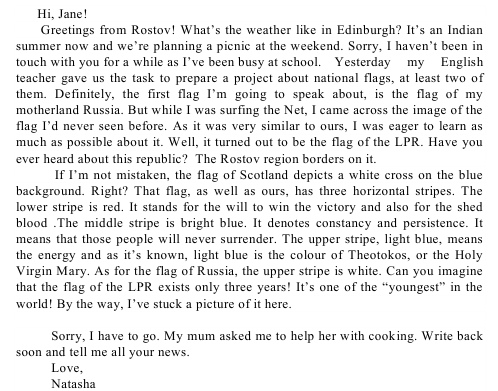 Hi, Jane!
Greetings from Rostov! What's the weather like in Edinburgh? It's an Indian
summer now and we're planning a picnic at the weekend. Sorry, I haven't been in
touch with you for a while as I've been busy at school. Yesterday my English
teacher gave us the task to prepare a project about national flags, at least two of
them. Definitely, the first flag I'm going to speak about, is the flag of my
motherland Russia. But while I was surfing the Net, I came across the image of the
flag I'd never seen before. As it was very similar to ours, I was eager to learn as
much as possible about it. Well, it turned out to be the flag of the LPR. Have you
ever heard about this republic? The Rostov region borders on it.
If I'm not mistaken, the flag of Scotland depicts a white cross on the blue
background. Right? That flag, as well as ours, has three horizontal stripes. The
lower stripe is red. It stands for the will to win the victory and also for the shed
blood .The middle stripe is bright blue. It denotes constancy and persistence. It
means that those people will never surrender. The upper stripe, light blue, means
the energy and as it's known, light blue is the colour of Theotokos, or the Holy
Virgin Mary. As for the flag of Russia, the upper stripe is white. Can you imagine
that the flag of the LPR exists only three years! It's one of the “youngest” in the
world! By the way, I've stuck a picture of it here.
Sorry, I have to go. My mum asked me to help her with cooking. Write back
soon and tell me all your news.
Love,
Natasha